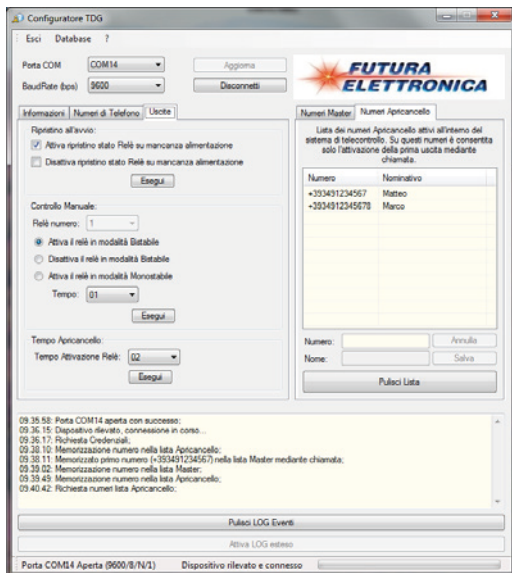 Configuratore TDG
Esci Database ?
Porta COM COM14 Aggiorna
BaudRate (bps) 9600 Disconnetti
FUTURA
ELETTRONICA
Informazioni Numeri di Telefono Uscite
Ripristino all'avvio:
Attiva ripristino stato Relè su mancanza alimentazione
Disattiva ripristino stato Relè su mancanza alimentazione
Esegui
Controllo Manuale:
Relè numero: 1
Attiva il relè in modalità Bistabile
Disattiva il relè in modalità Bistabile
Attiva il relè in modalità Monostabile
Tempo: 01
Esegui
Tempo Apricancello:
Tempo Attivazione Relè: 02
Esegui
Numeri Master Numeri Apricancello
Lista dei numeri Apricancello attivi all'interno del
sistema di telecontrollo. Su questi numeri è consentita
solo l'attivazione della prima uscita mediante
chiamata.
Numero Nominativo
+393491234567 Matteo
+3934912345678 Marco
Numero: Annulla
Nome: Salva
Pulisci Lista
09.35.58: Porta COM14 aperta con successo;
09.36.15: Dispositivo rilevato, connessione in corso...
09.36.17: Richiesta Credenziali;
09.38.10: Memorizzazione numero nella lista Apricancello;
09.38.11: Memorizzato primo numero (+393491234567) nella lista Master mediante chiamata;
09.39.02: Memorizzazione numero nella lista Master;
09.39.49: Memorizzazione numero nella lista Apricancello;
09.40.42: Richiesta numeri lista Apricancello;
Pulisci LOG Eventi
Attiva LOG esteso
Porta COM14 Aperta (9600/8/N/1) Dispositivo rilevato e connesso